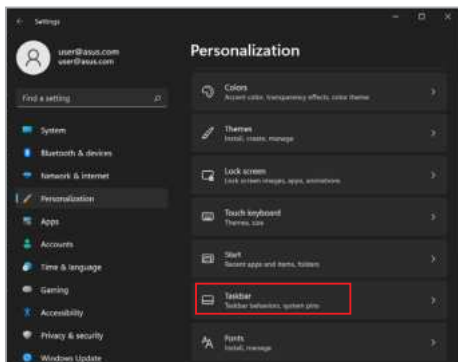 Settings
user@asus.com
user@asus.com
Find a setting
System
Bluetooth & devices
Network & internet
Personalization
Apps
Accounts
Time & language
Gaming
Accessibility
Privacy & security
Windows Update
Personalization
Colors
Accent color, transparency effects, color theme
Themes
Install, create, manage
Lock screen
Lock screen images, apps, animations
Touch keyboard
Themes, size
Start
Recent apps and items, folders
Taskbar
Taskbar behaviors, system pins
Fonts
Install, manage